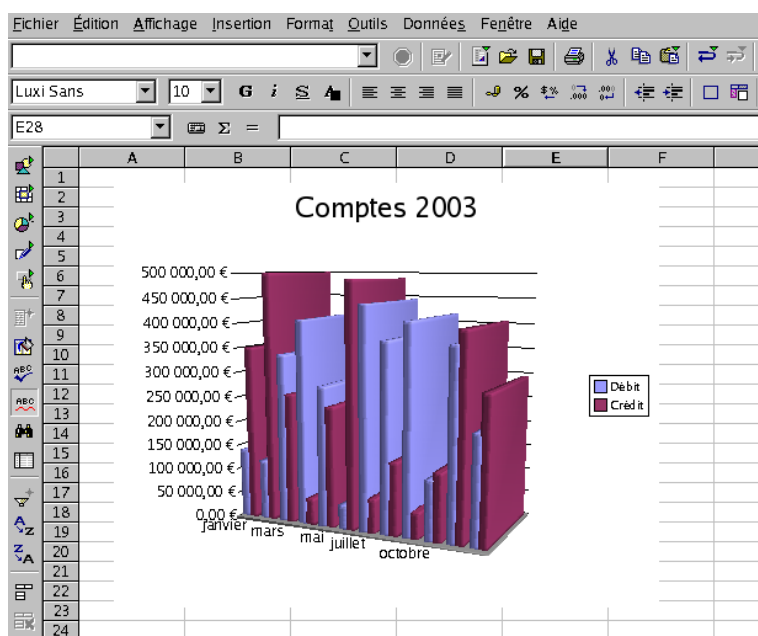 Fichier Édition Affichage Insertion Format Outils Données Fenêtre Aide
Luxi Sans 10 G i S A % $% .000 .000
E28 Σ =
A B C D E F
1
2
3
4
5
6
7
8
9
10
11
12
13
14
15
16
17
18
19
20
21
22
23
24
ABC
ABC
A Z
Z A
Comptes 2003
500 000,00 €
450 000,00 €
400 000,00 €
350 000,00 €
300 000,00 €
250 000,00 €
200 000,00 €
150 000,00 €
100 000,00 €
50 000,00 €
0,00 €
janvier mars mai juillet octobre
Débit
Crédit